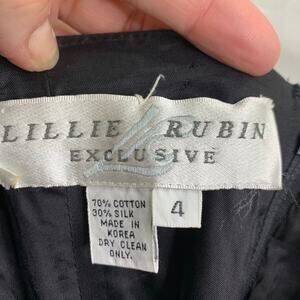 LILLIE RUBIN
EXCLUSIVE
70% COTTON
30% SILK
MADE IN
KOREA
DRY CLEAN
ONLY.
4